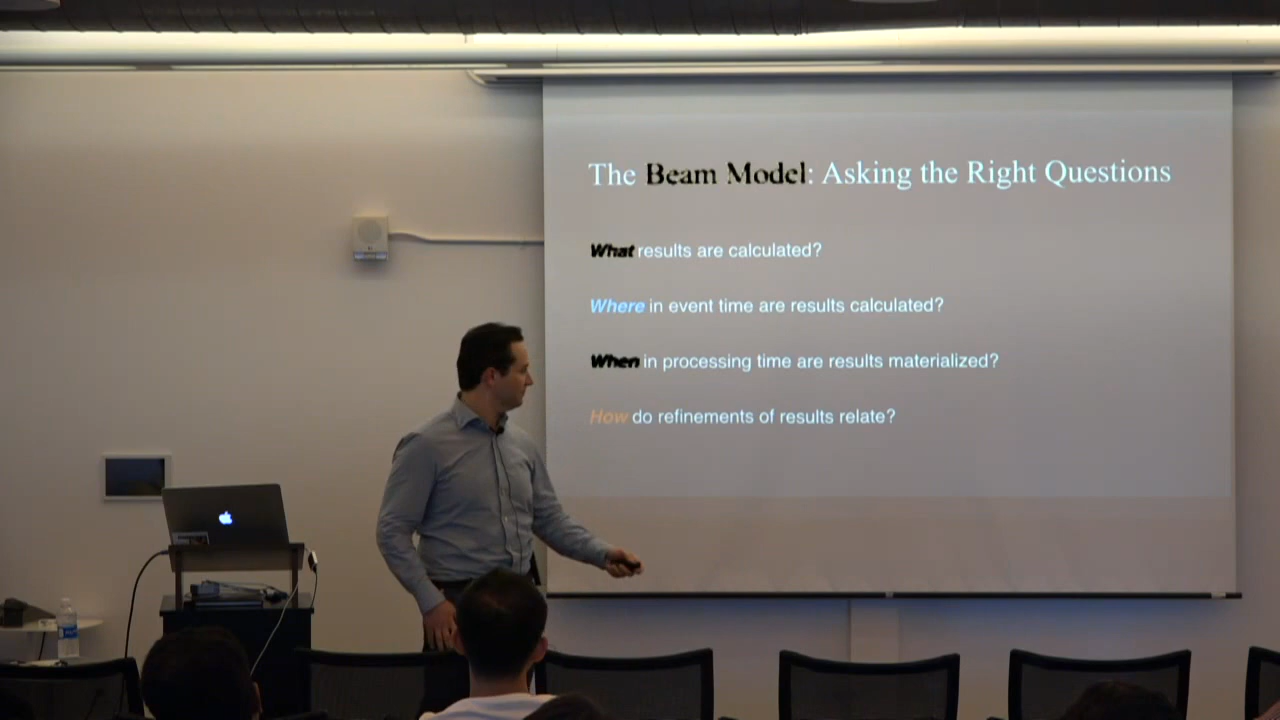 The Beam Model: Asking the Right Questions
What results are calculated?
Where in event time are results calculated?
When in processing time are results materialized?
How do refinements of results relate?